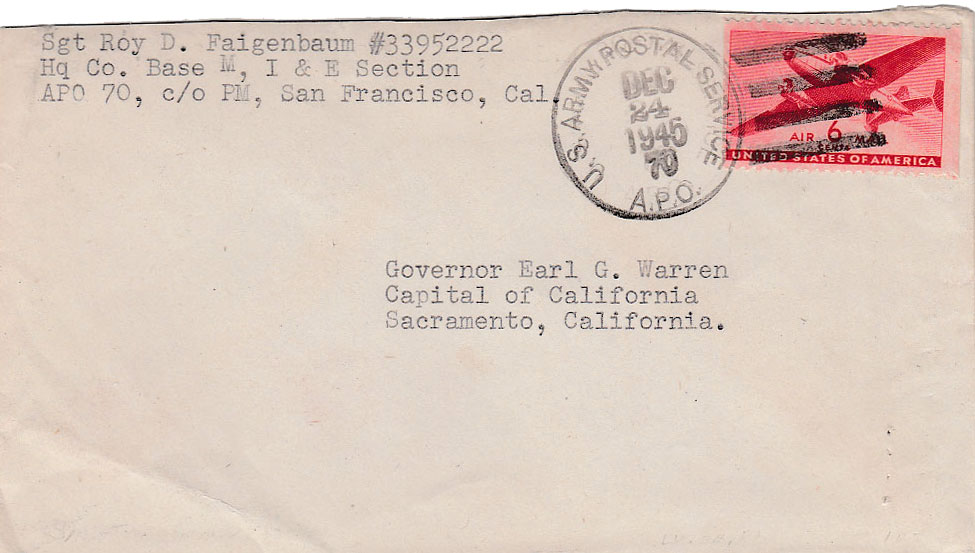 Sgt Roy D. Faigenbaum #33952222
Hq Co. Base M, I & E Section
APO 70, c/o PM, San Francisco, Cal.
U.S. ARMY POSTAL SERVICE
DEC
24
1945
70
A.P.O.
AIR 6 CENTS MAIL
UNITED STATES OF AMERICA
Governor Earl G. Warren
Capital of California
Sacramento, California.